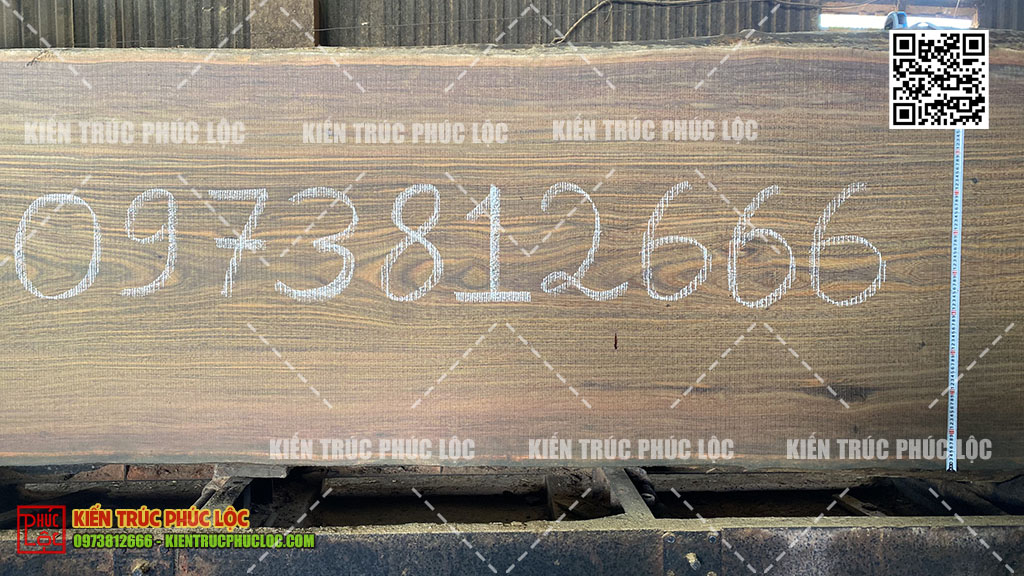 KIẾN TRÚC PHÚC LỘC KIẾN TRÚC PHÚC LỘC KIẾN TRÚC PHÚC LỘC
0973812666
KIẾN TRÚC PHÚC LỘC KIẾN TRÚC PHÚC LỘC KIẾN TRÚC PHÚC LỘC
PHÚC LỘC
KIẾN TRÚC PHÚC LỘC
0973812666 - KIENTRUCPHUCLOC.COM